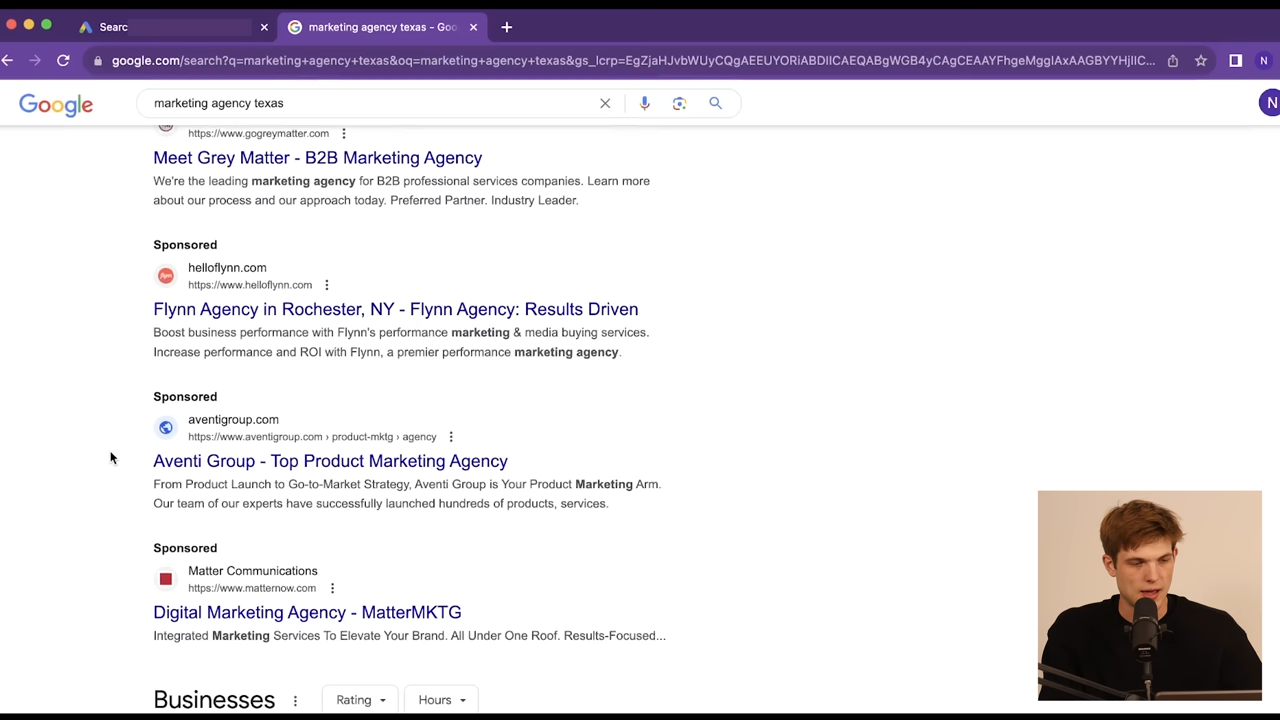 Searc
marketing agency texas - Goo
google.com/search?q=marketing+agency+texas&oq=marketing+agency+texas&gs_lcrp=EgZjaHJvbWUyCQgAEEUYORiABDIICAEQABgWGB4yCAgCEAAYFhgeMggIAxAAGBYYHjIIC...
N
Google
marketing agency texas
N
https://www.gogreymatter.com
Meet Grey Matter - B2B Marketing Agency
We're the leading marketing agency for B2B professional services companies. Learn more
about our process and our approach today. Preferred Partner. Industry Leader.
Sponsored
helloflynn.com
https://www.helloflynn.com
Flynn Agency in Rochester, NY - Flynn Agency: Results Driven
Boost business performance with Flynn's performance marketing & media buying services.
Increase performance and ROI with Flynn, a premier performance marketing agency.
Sponsored
aventigroup.com
https://www.aventigroup.com › product-mktg › agency
Aventi Group - Top Product Marketing Agency
From Product Launch to Go-to-Market Strategy, Aventi Group is Your Product Marketing Arm.
Our team of our experts have successfully launched hundreds of products, services.
Sponsored
Matter Communications
https://www.matternow.com
Digital Marketing Agency - MatterMKTG
Integrated Marketing Services To Elevate Your Brand. All Under One Roof. Results-Focused...
Businesses
Rating
Hours